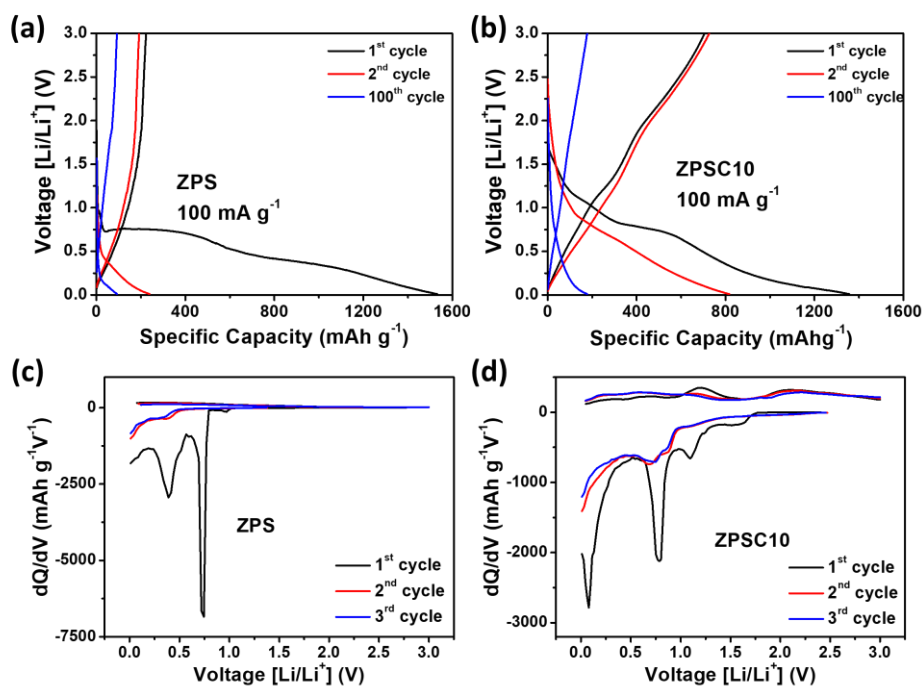 (a)
3.0
2.5
2.0
1.5
1.0
0.5
0.0
Voltage [Li/Li⁺] (V)
1ˢᵗ cycle
2ⁿᵈ cycle
100ᵗʰ cycle
ZPS
100 mA g⁻¹
0 400 800 1200 1600
Specific Capacity (mAh g⁻¹)
(b)
3.0
2.5
2.0
1.5
1.0
0.5
0.0
Voltage [Li/Li⁺] (V)
1ˢᵗ cycle
2ⁿᵈ cycle
100ᵗʰ cycle
ZPSC10
100 mA g⁻¹
0 400 800 1200 1600
Specific Capacity (mAhg⁻¹)
(c)
0
-2500
-5000
-7500
dQ/dV (mAh g⁻¹V⁻¹)
ZPS
1ˢᵗ cycle
2ⁿᵈ cycle
3ʳᵈ cycle
0.0 0.5 1.0 1.5 2.0 2.5 3.0
Voltage [Li/Li⁺] (V)
(d)
0
-1000
-2000
-3000
dQ/dV (mAh g⁻¹V⁻¹)
ZPSC10
1ˢᵗ cycle
2ⁿᵈ cycle
3ʳᵈ cycle
0.0 0.5 1.0 1.5 2.0 2.5 3.0
Voltage [Li/Li⁺] (V)